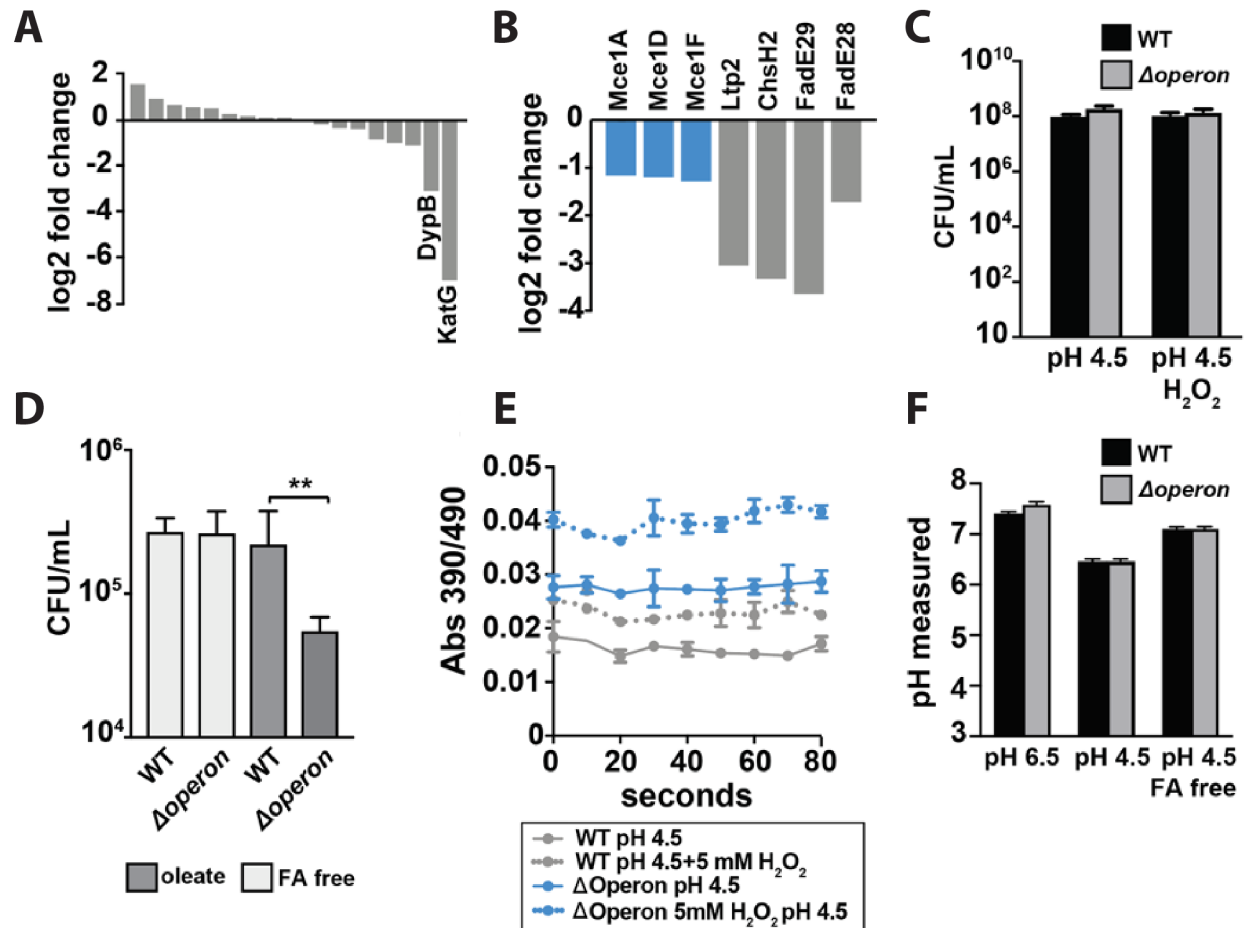 A
log2 fold change
2
0
-2
-4
-6
-8
DypB
KatG
B
log2 fold change
0
-1
-2
-3
-4
Mce1A
Mce1D
Mce1F
Ltp2
ChsH2
FadE29
FadE28
C
WT
Δoperon
CFU/mL
10¹⁰
10⁸
10⁶
10⁴
10²
10
pH 4.5
pH 4.5
H₂O₂
D
CFU/mL
10⁶
10⁵
10⁴
**
WT
Δoperon
WT
Δoperon
oleate
FA free
E
Abs 390/490
0.05
0.04
0.03
0.02
0.01
0
0
20
40
60
80
seconds
WT pH 4.5
WT pH 4.5+5 mM H₂O₂
ΔOperon pH 4.5
ΔOperon 5mM H₂O₂ pH 4.5
F
WT
Δoperon
pH measured
8
7
6
5
4
3
pH 6.5
pH 4.5
pH 4.5
FA free